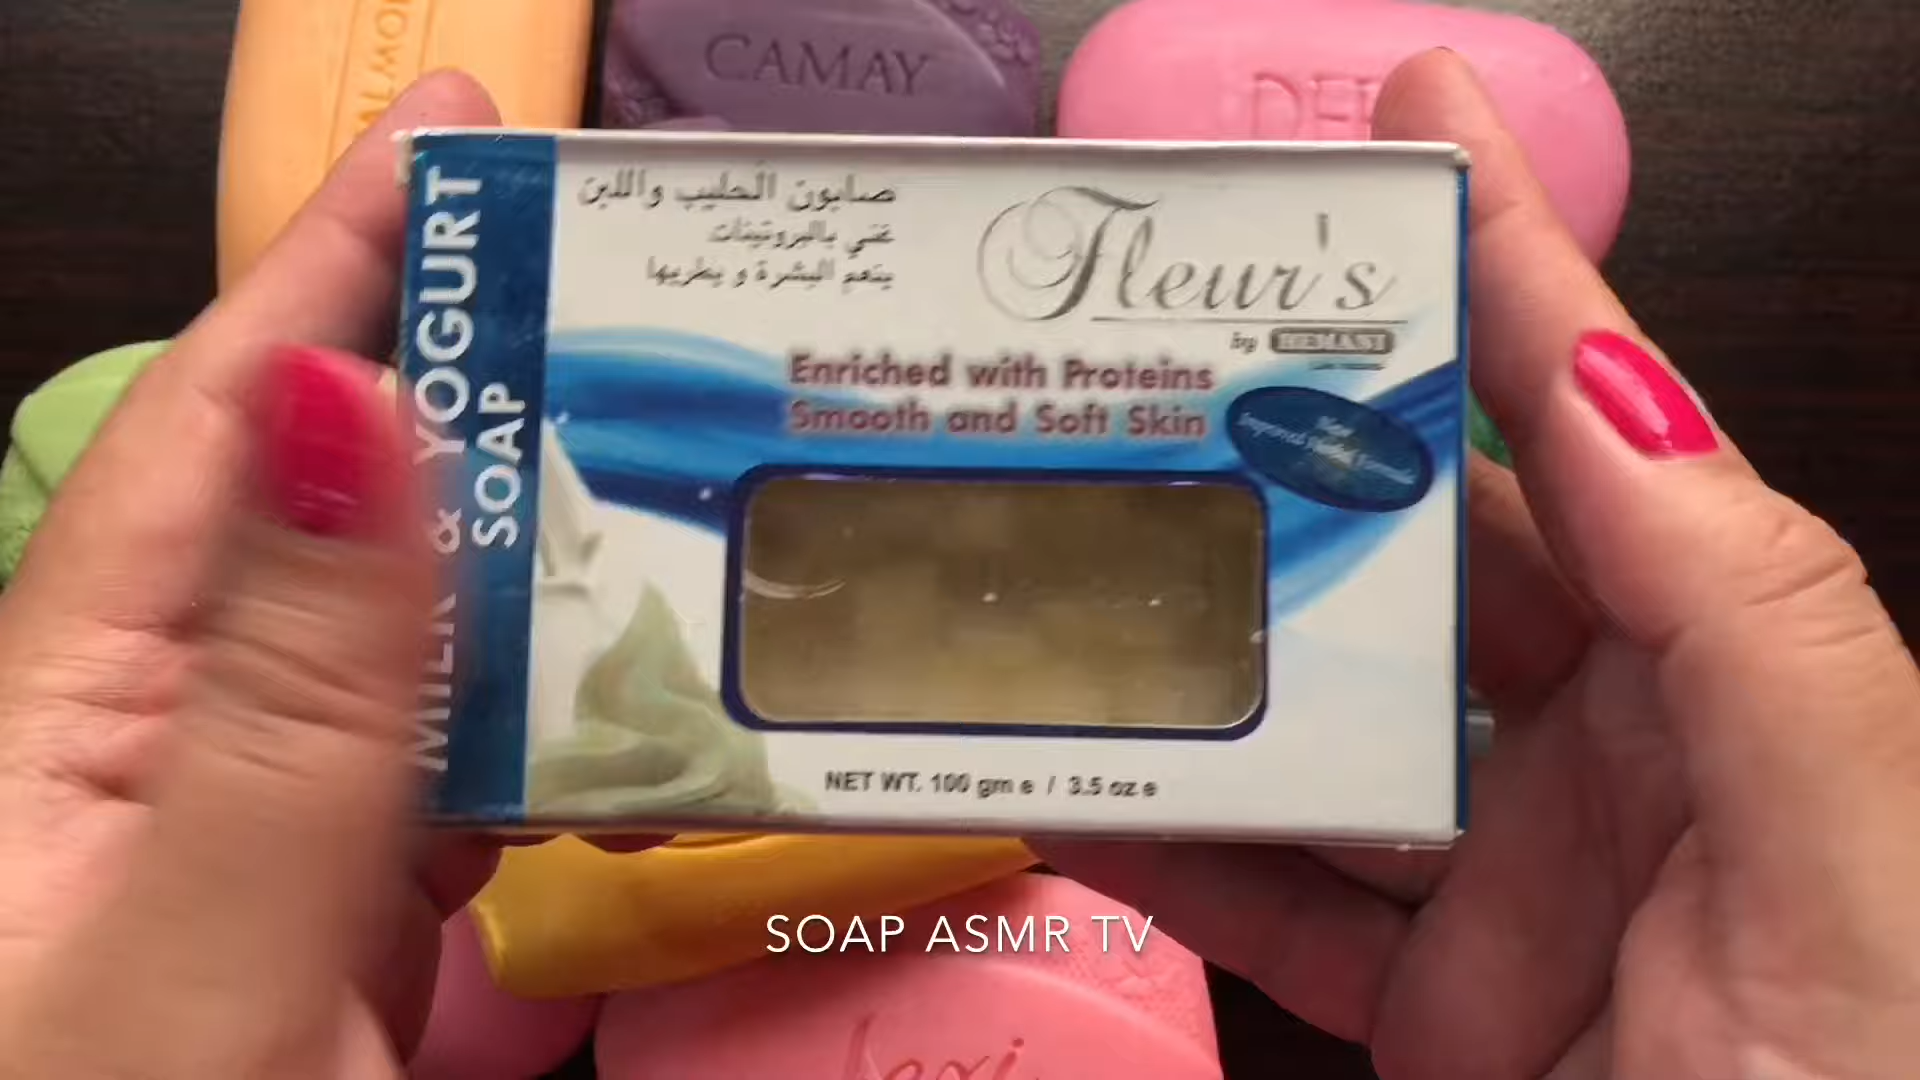 CAMAY
صابون الحليب واللبن
غني بالبروتينات
ينعم البشرة و يطريها
Fleur's
by HEMANI
Enriched with Proteins
Smooth and Soft Skin
MILK & YOGURT
SOAP
NET WT. 100 gm e / 3.5 oz e
SOAP ASMR TV